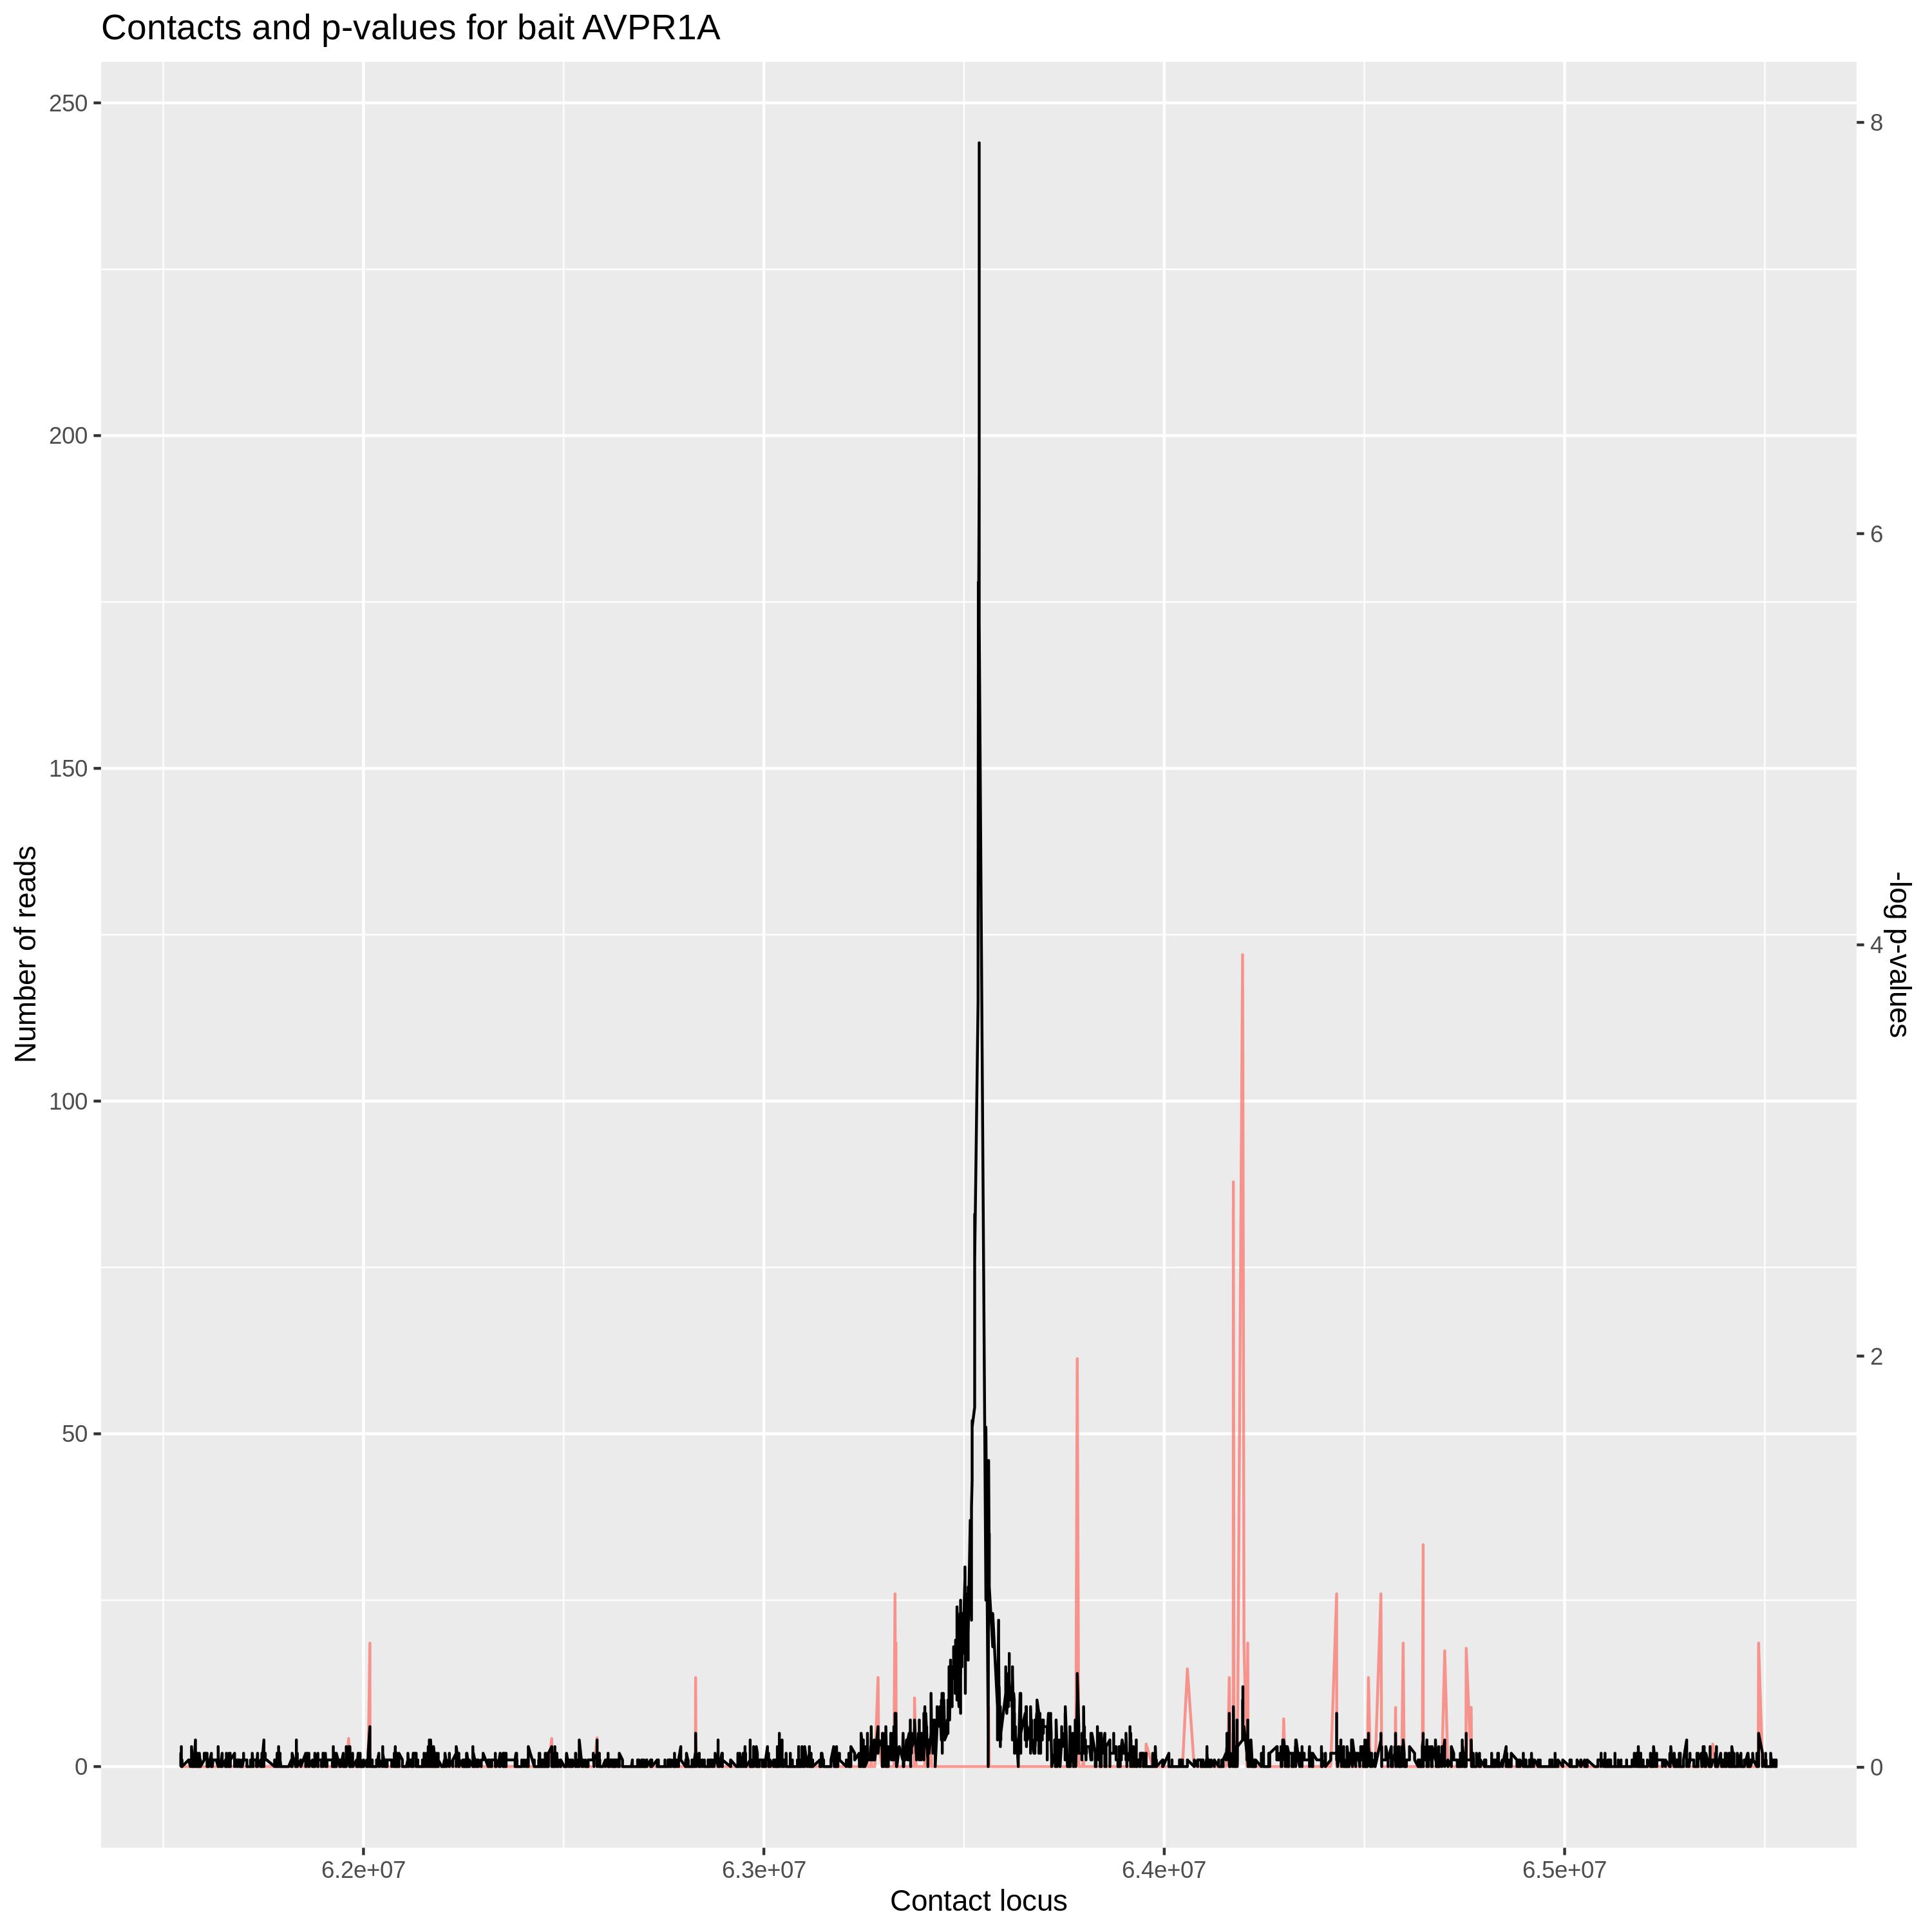 Contacts and p-values for bait AVPR1A
250
200
150
100
50
0
Number of reads
8
6
4
2
0
-log p-values
6.2e+07
6.3e+07
6.4e+07
6.5e+07
Contact locus